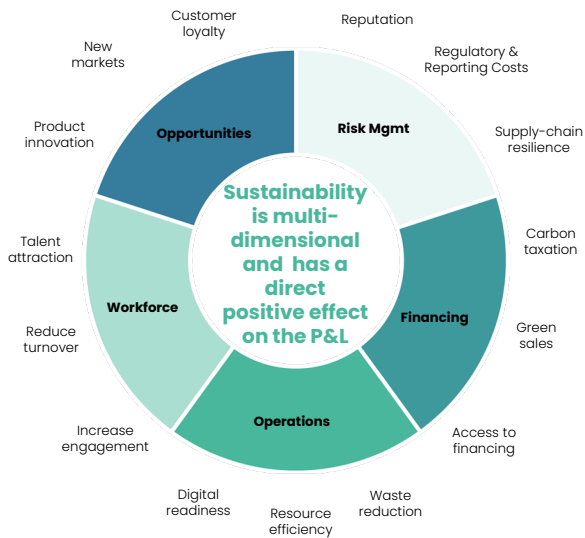 Customer
loyalty
Reputation
New
markets
Regulatory &
Reporting Costs
Product
innovation
Opportunities
Risk Mgmt
Supply-chain
resilience
Sustainability
is multi-
dimensional
and has a
direct
positive effect
on the P&L
Talent
attraction
Carbon
taxation
Workforce
Financing
Reduce
turnover
Green
sales
Operations
Increase
engagement
Access to
financing
Digital
readiness
Resource
efficiency
Waste
reduction